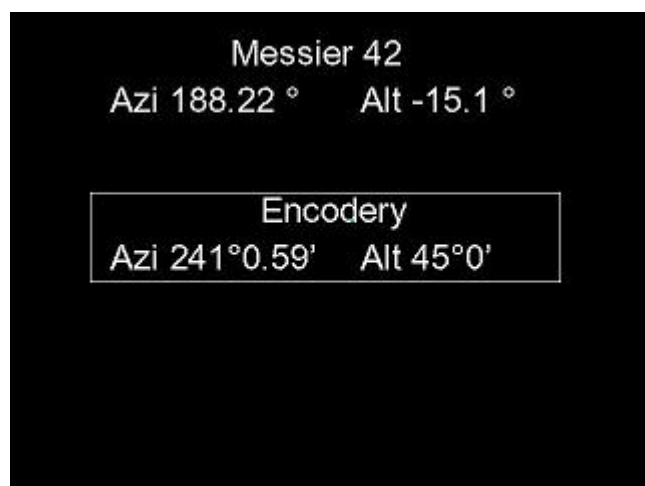 Messier 42
Azi 188.22 ° Alt -15.1 °
Encodery
Azi 241°0.59’ Alt 45°0’